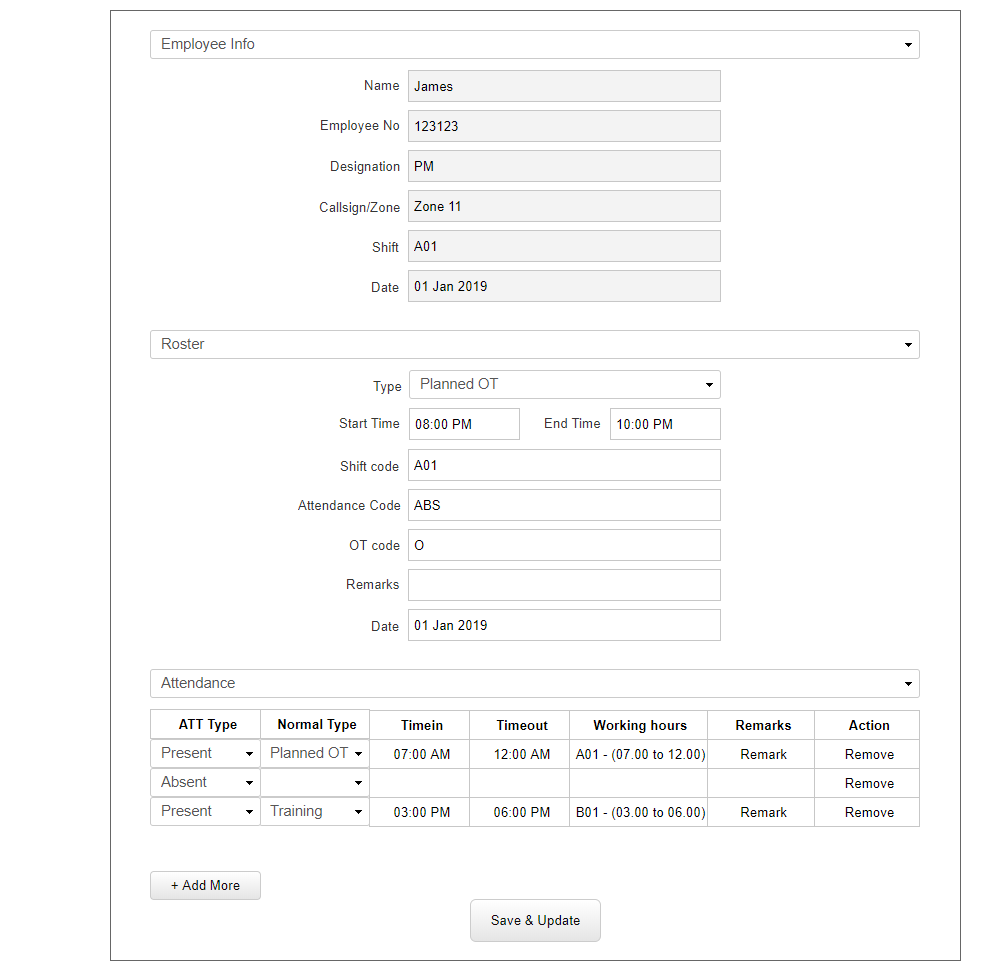 Employee Info
Name James
Employee No 123123
Designation PM
Callsign/Zone Zone 11
Shift A01
Date 01 Jan 2019
Roster
Type Planned OT
Start Time 08:00 PM End Time 10:00 PM
Shift code A01
Attendance Code ABS
OT code O
Remarks
Date 01 Jan 2019
Attendance
ATT Type Normal Type Timein Timeout Working hours Remarks Action
Present Planned OT 07:00 AM 12:00 AM A01 - (07.00 to 12.00) Remark Remove
Absent Remove
Present Training 03:00 PM 06:00 PM B01 - (03.00 to 06.00) Remark Remove
+ Add More
Save & Update